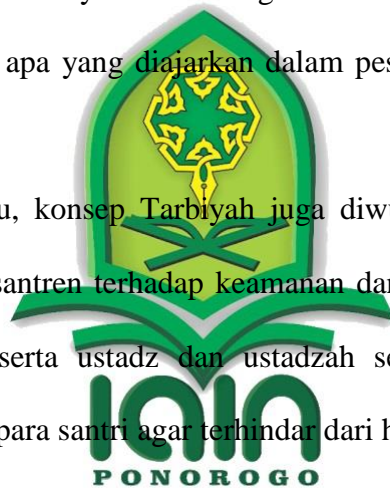 apa yang diajarkan dalam pes
u, konsep Tarbiyah juga diw
santren terhadap keamanan dar
serta ustadz dan ustadzah se
para santri agar terhindar dari h
IAIN
PONOROGO